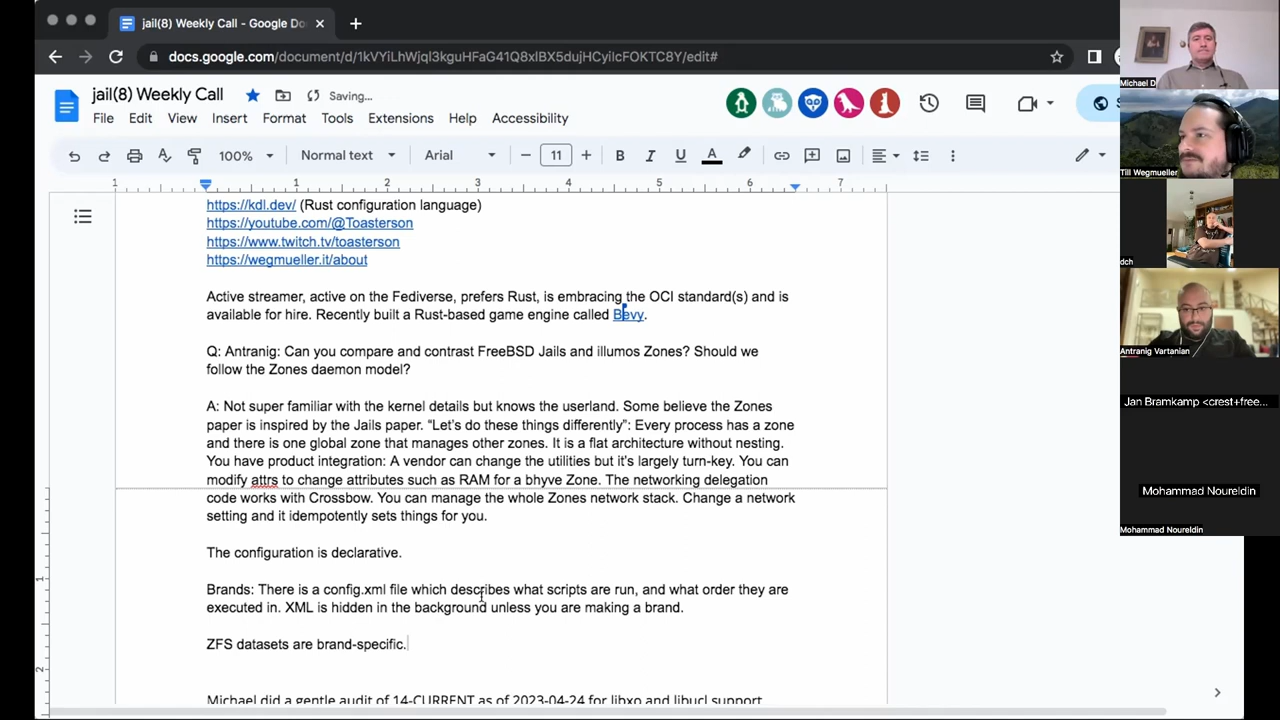 jail(8) Weekly Call - Google Do
docs.google.com/document/d/1kVYiLhWjql3kguHFaG41Q8xIBX5dujHCyiIcFOKTC8Y/edit#
jail(8) Weekly Call
Saving...
File Edit View Insert Format Tools Extensions Help Accessibility
100% Normal text Arial 11
1 1 2 3 4 5 6 7
https://kdl.dev/ (Rust configuration language)
https://youtube.com/@Toasterson
https://www.twitch.tv/toasterson
https://wegmueller.it/about
Active streamer, active on the Fediverse, prefers Rust, is embracing the OCI standard(s) and is
available for hire. Recently built a Rust-based game engine called Bevy.
Q: Antranig: Can you compare and contrast FreeBSD Jails and illumos Zones? Should we
follow the Zones daemon model?
A: Not super familiar with the kernel details but knows the userland. Some believe the Zones
paper is inspired by the Jails paper. “Let’s do these things differently”: Every process has a zone
and there is one global zone that manages other zones. It is a flat architecture without nesting.
You have product integration: A vendor can change the utilities but it’s largely turn-key. You can
modify attrs to change attributes such as RAM for a bhyve Zone. The networking delegation
code works with Crossbow. You can manage the whole Zones network stack. Change a network
setting and it idempotently sets things for you.
The configuration is declarative.
Brands: There is a config.xml file which describes what scripts are run, and what order they are
executed in. XML is hidden in the background unless you are making a brand.
ZFS datasets are brand-specific.
Michael did a gentle audit of 14-CURRENT as of 2023-04-24 for libxo and libucl support
1
2
Michael D
Till Wegmueller
dch
Antranig Vartanian
Jan Bramkamp <crest+free...
Mohammad Noureldin
Mohammad Noureldin